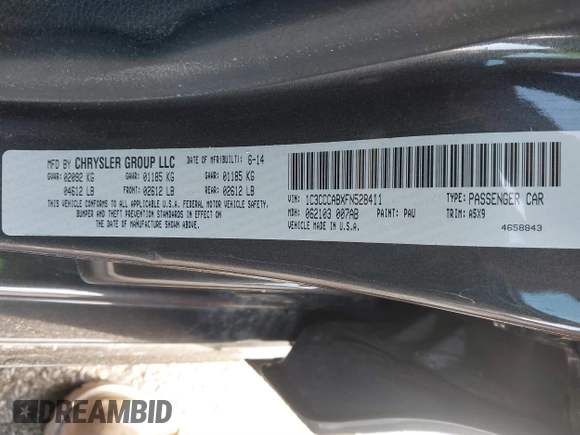 MFD BY CHRYSLER GROUP LLC DATE OF MFR(BUILT): 6-14
GVWR: 02092 KG GAWR: 01185 KG GAWR: 01185 KG
04612 LB FRONT: 02612 LB REAR: 02612 LB
THIS VEHICLE CONFORMS TO ALL APPLICABLE U.S.A. FEDERAL MOTOR VEHICLE SAFETY,
BUMPER AND THEFT PREVENTION STANDARDS IN EFFECT ON THE DATE OF MANUFACTURE SHOWN ABOVE.
VIN: 1C3CCCABXFN528411 TYPE: PASSENGER CAR
MDH: 062103 007AB PAINT: PAU TRIM: A5X9
VEHICLE MADE IN U.S.A. 4658843
DREAMBID